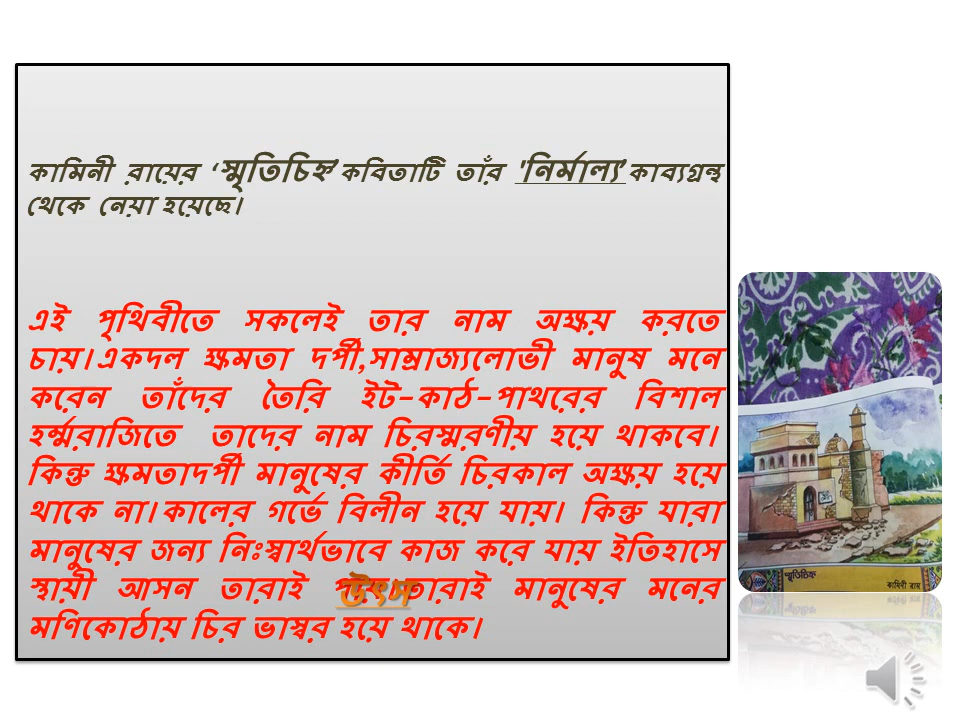 কামিনী রায়ের ‘স্মৃতিচিহ্ন’ কবিতাটি তাঁর 'নির্মাল্য' কাব্যগ্রন্থ
থেকে নেয়া হয়েছে।
এই পৃথিবীতে সকলেই তার নাম অক্ষয় করতে
চায়।একদল ক্ষমতা দর্পী,সাম্রাজ্যলোভী মানুষ মনে
করেন তাঁদের তৈরি ইট-কাঠ-পাথরের বিশাল
হর্ম্মরাজিতে তাদের নাম চিরস্মরণীয় হয়ে থাকবে।
কিন্তু ক্ষমতাদর্পী মানুষের কীর্তি চিরকাল অক্ষয় হয়ে
থাকে না।কালের গর্ভে বিলীন হয়ে যায়। কিন্তু যারা
মানুষের জন্য নিঃস্বার্থভাবে কাজ করে যায় ইতিহাসে
স্থায়ী আসন তারাই তারাই মানুষের মনের
মণিকোঠায় চির ভাস্বর হয়ে থাকে।
উৎস
স্মৃতিচিহ্ন
কামিনী রায়